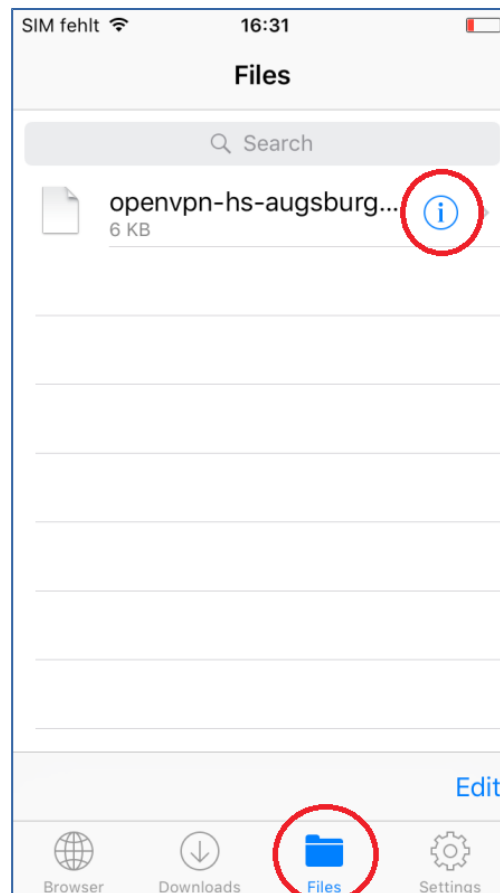 SIM fehlt 16:31
Files
Search
openvpn-hs-augsburg...
6 KB
Edit
Browser Downloads Files Settings